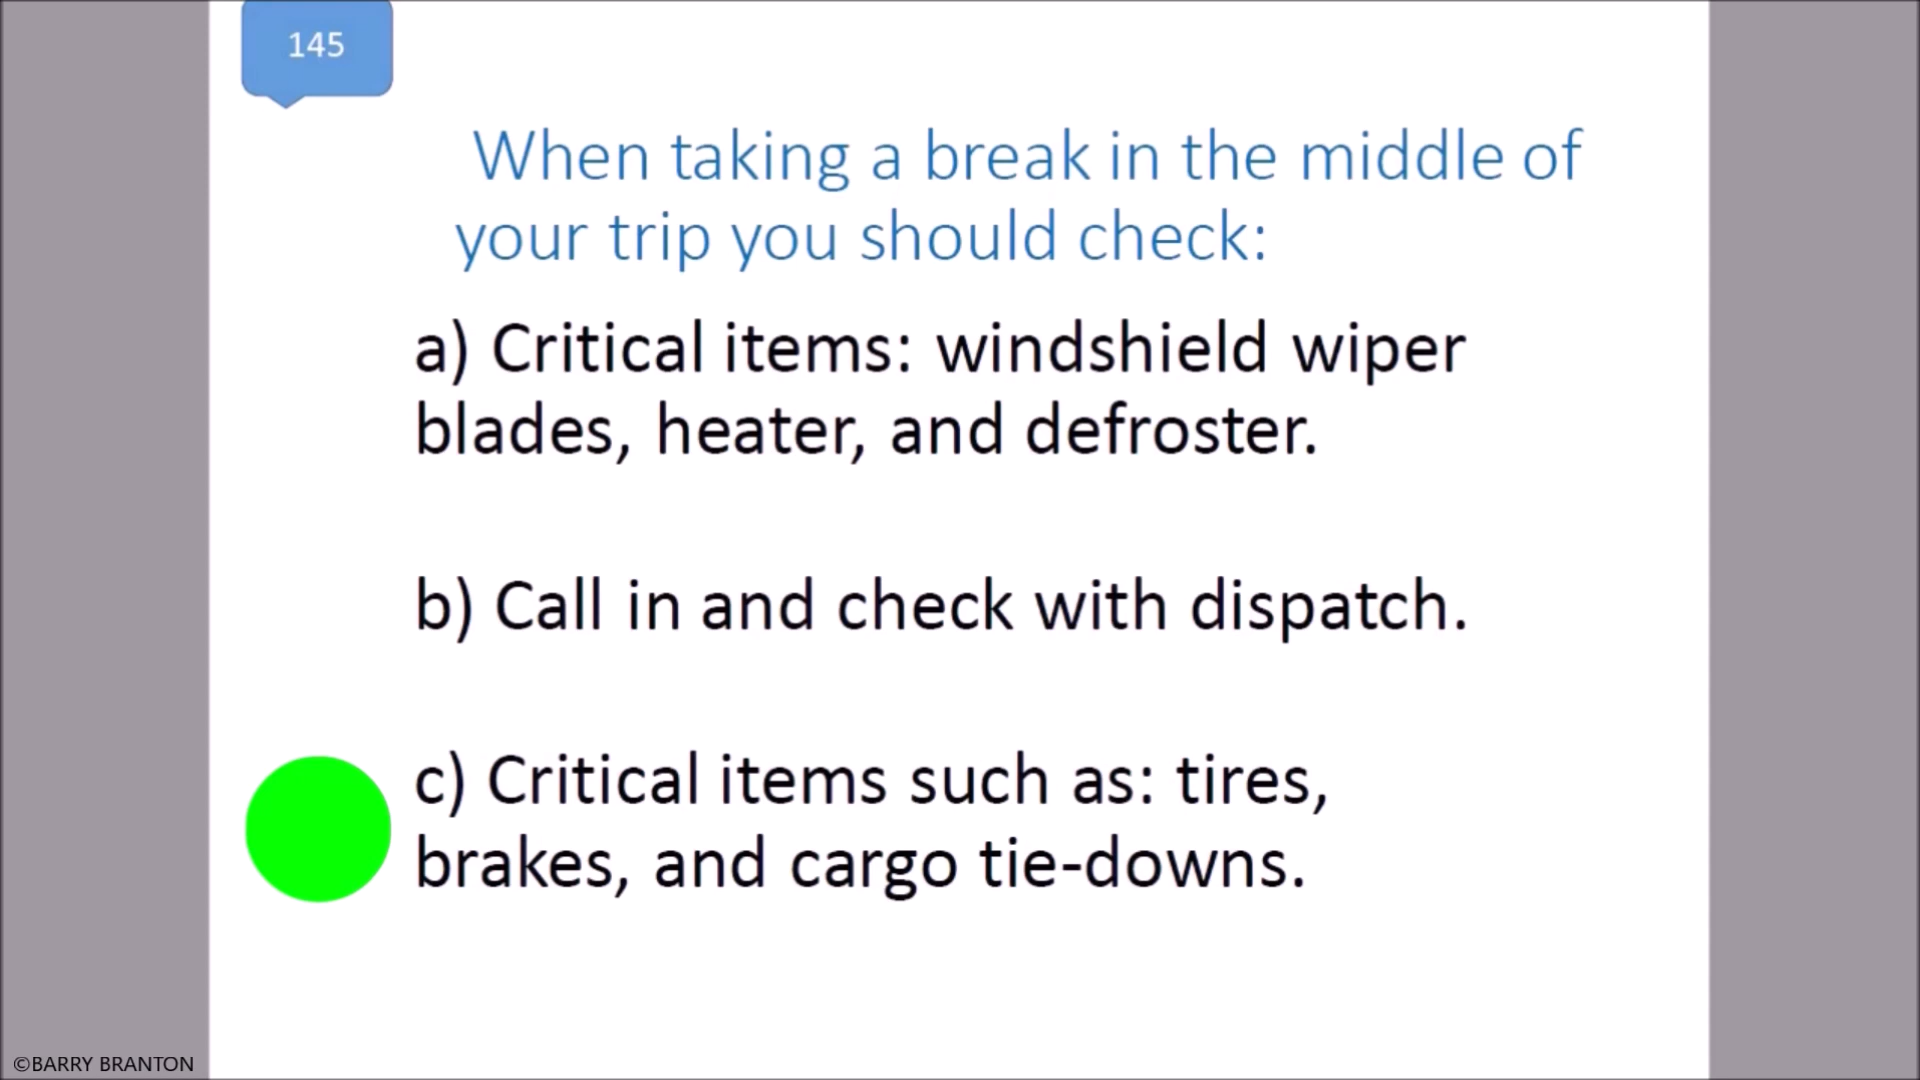 145
When taking a break in the middle of
your trip you should check:
a) Critical items: windshield wiper
blades, heater, and defroster.
b) Call in and check with dispatch.
c) Critical items such as: tires,
brakes, and cargo tie-downs.
©BARRY BRANTON